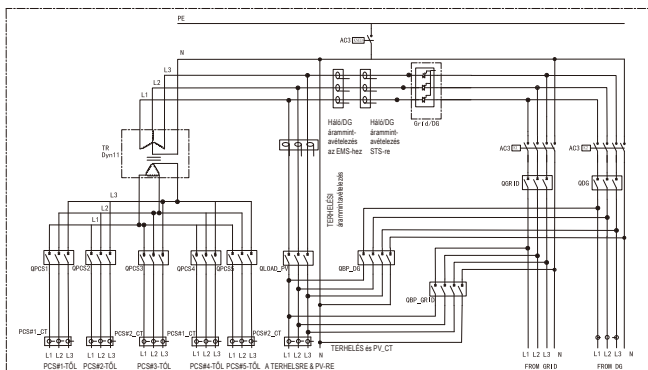 PE
AC3
N
L3
L2
L1
Grid/DG
Háló/DG
árammint-
avételezés
az EMS-hez
Háló/DG
árammint-
avételezés
STS-re
TR
Dyn11
AC3
AC3
QGRID
QDG
TERHELÉSI
árammintavételezés
L3
L2
L1
QPCS1
QPCS2
QPCS3
QPCS4
QPCS5
QLOAD_PV
QBP_DG
QBP_GRID
PCS#1_CT
PCS#2_CT
PCS#1_CT
PCS#2_CT
TERHELÉS és PV_CT
L1 L2 L3
L1 L2 L3
L1 L2 L3
L1 L2 L3
L1 L2 L3
L1 L2 L3 N
L1 L2 L3 N
L1 L2 L3 N
PCS#1-TŐL
PCS#2-TŐL
PCS#3-TÓL
PCS#4-TŐL
PCS#5-TŐL
A TERHELSRE & PV-RE
FROM GRID
FROM DG